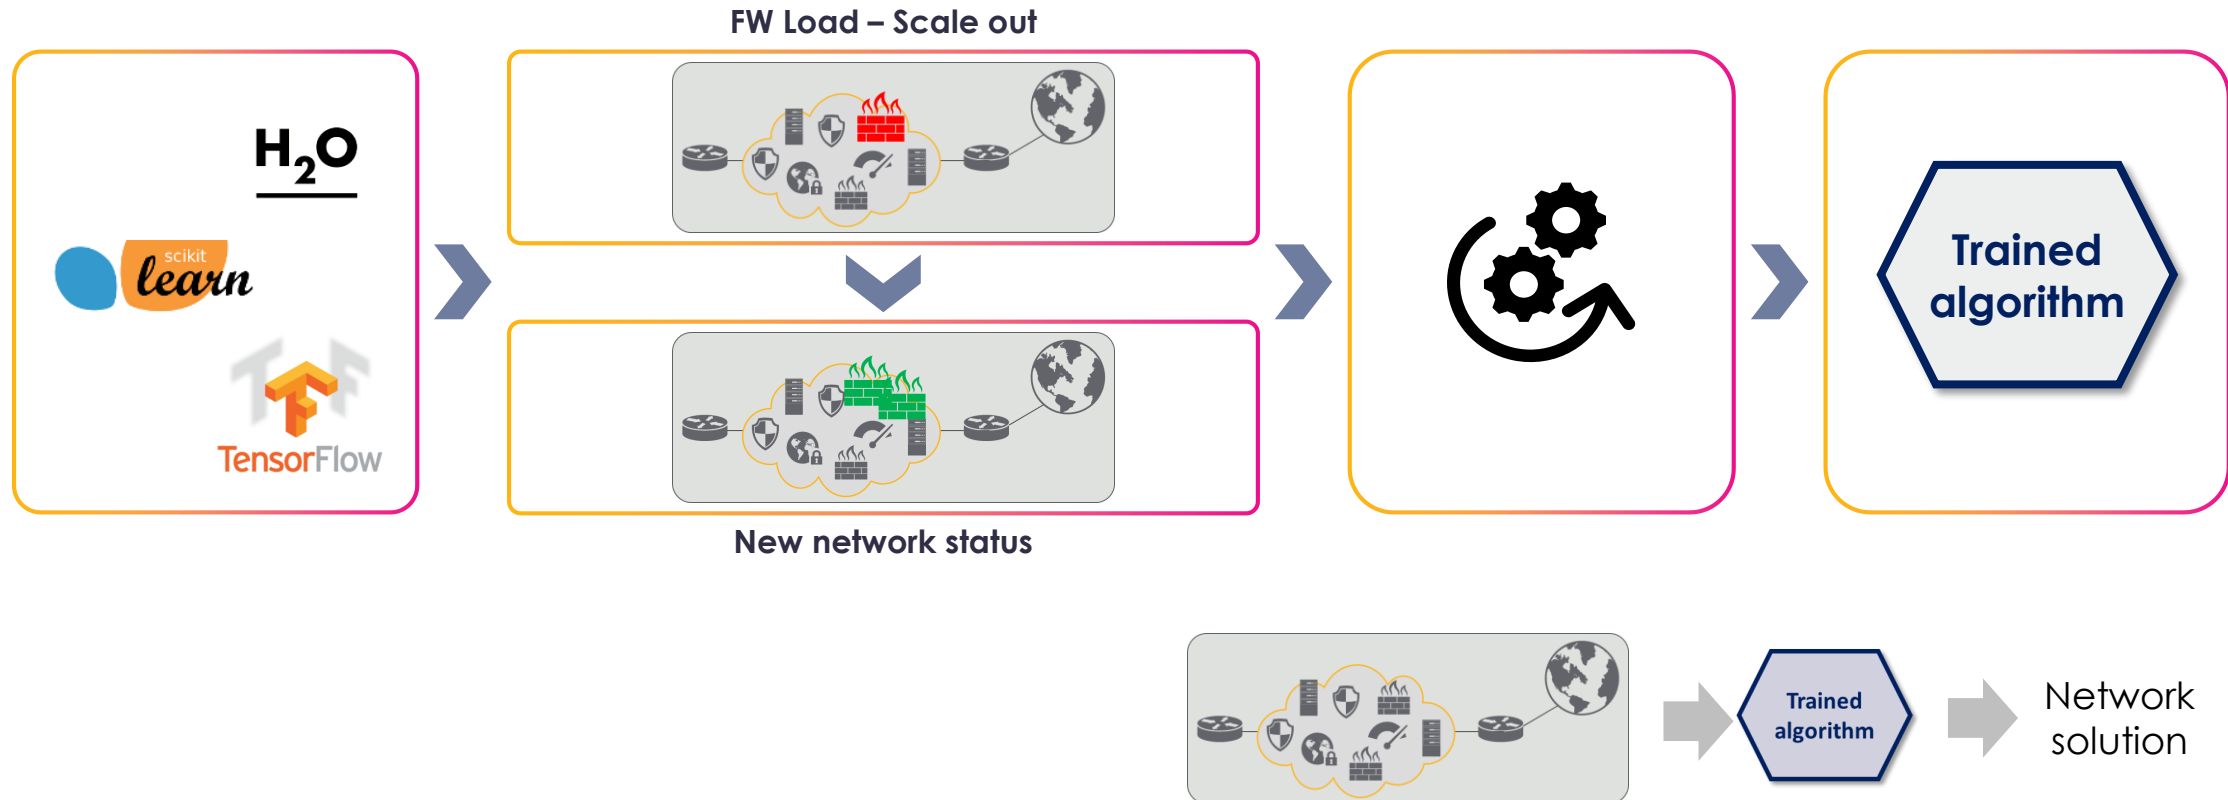 FW Load – Scale out
H₂O
scikit
learn
TensorFlow
Trained
algorithm
New network status
Trained
algorithm
Network
solution